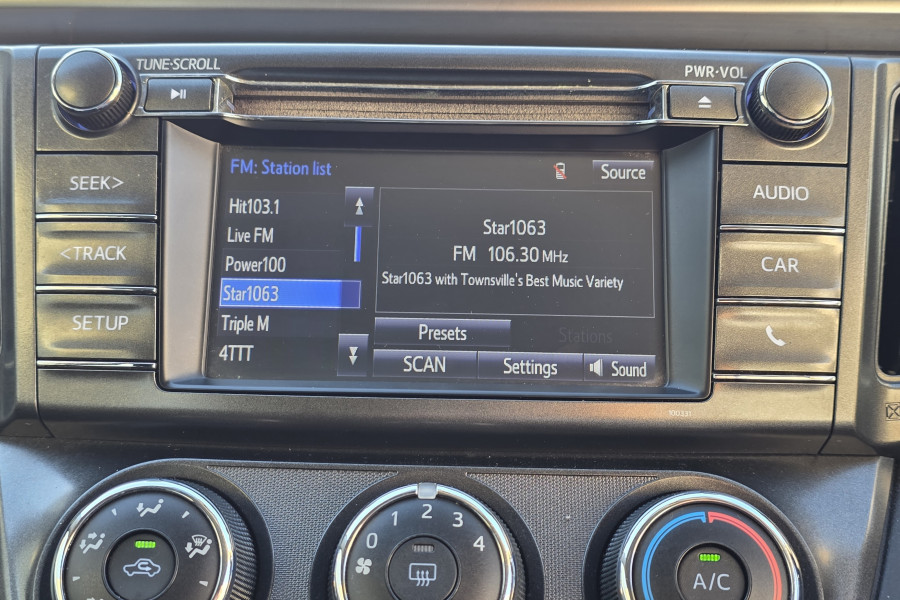 TUNE·SCROLL
PWR·VOL
SEEK>
<TRACK
SETUP
AUDIO
CAR
FM: Station list
Source
Hit103.1
Live FM
Power100
Star1063
Triple M
4TTT
Star1063
FM 106.30 MHz
Star1063 with Townsville's Best Music Variety
Presets
Stations
SCAN
Settings
Sound
100331
0 1 2 3 4
A/C